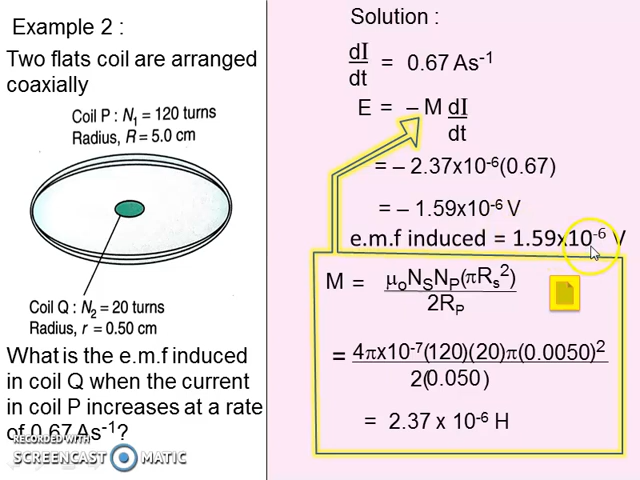 Example 2 :
Two flats coil are arranged
coaxially
Coil P : N₁ = 120 turns
Radius, R = 5.0 cm
Coil Q : N₂ = 20 turns
Radius, r = 0.50 cm
What is the e.m.f induced
in coil Q when the current
in coil P increases at a rate
of 0.67 As⁻¹?
RECORDED WITH
SCREENCAST MATIC
Solution :
dI/dt = 0.67 As⁻¹
E = – M dI/dt
= – 2.37x10⁻⁶(0.67)
= – 1.59x10⁻⁶ V
e.m.f induced = 1.59x10⁻⁶ V
M = μₒN_SN_P(πR_s²)/2R_P
= 4πx10⁻⁷(120)(20)π(0.0050)²/2(0.050)
= 2.37 x 10⁻⁶ H